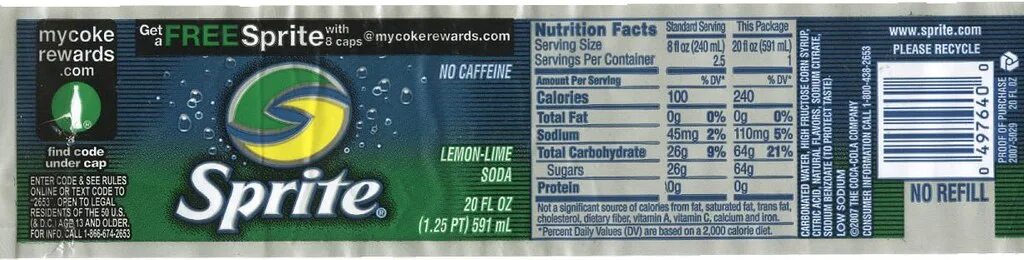 mycoke
rewards
.com
find code
under cap
ENTER CODE & SEE RULES
ONLINE OR TEXT CODE TO
"2653". OPEN TO LEGAL
RESIDENTS OF THE 50 U.S.
(& D.C.) AGE 13 AND OLDER.
FOR INFO. CALL 1-866-674-2653
Get a FREE Sprite with 8 caps @mycokerewards.com
NO CAFFEINE
Sprite®
LEMON-LIME
SODA
20 FL OZ
(1.25 PT) 591 mL
Nutrition Facts Standard Serving This Package
Serving Size 8 fl oz (240 mL) 20 fl oz (591 mL)
Servings Per Container 2.5 1
Amount Per Serving % DV* % DV*
Calories 100 240
Total Fat 0g 0% 0g 0%
Sodium 45mg 2% 110mg 5%
Total Carbohydrate 26g 9% 64g 21%
Sugars 26g 64g
Protein 0g 0g
Not a significant source of calories from fat, saturated fat, trans fat,
cholesterol, dietary fiber, vitamin A, vitamin C, calcium and iron.
*Percent Daily Values (DV) are based on a 2,000 calorie diet.
CARBONATED WATER, HIGH FRUCTOSE CORN SYRUP,
CITRIC ACID, NATURAL FLAVORS, SODIUM CITRATE,
SODIUM BENZOATE (TO PROTECT TASTE).
LOW SODIUM
©2007 THE COCA-COLA COMPANY
CONSUMER INFORMATION CALL 1-800-438-2653
www.sprite.com
PLEASE RECYCLE
0 497640 0
NO REFILL
PROOF OF PURCHASE
2007-5029 20 FL OZ